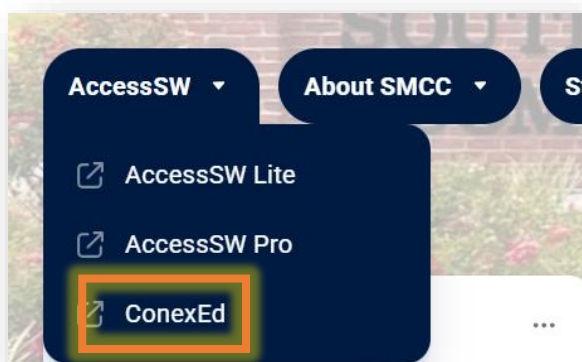 AccessSW
About SMCC
AccessSW Lite
AccessSW Pro
ConexEd
...